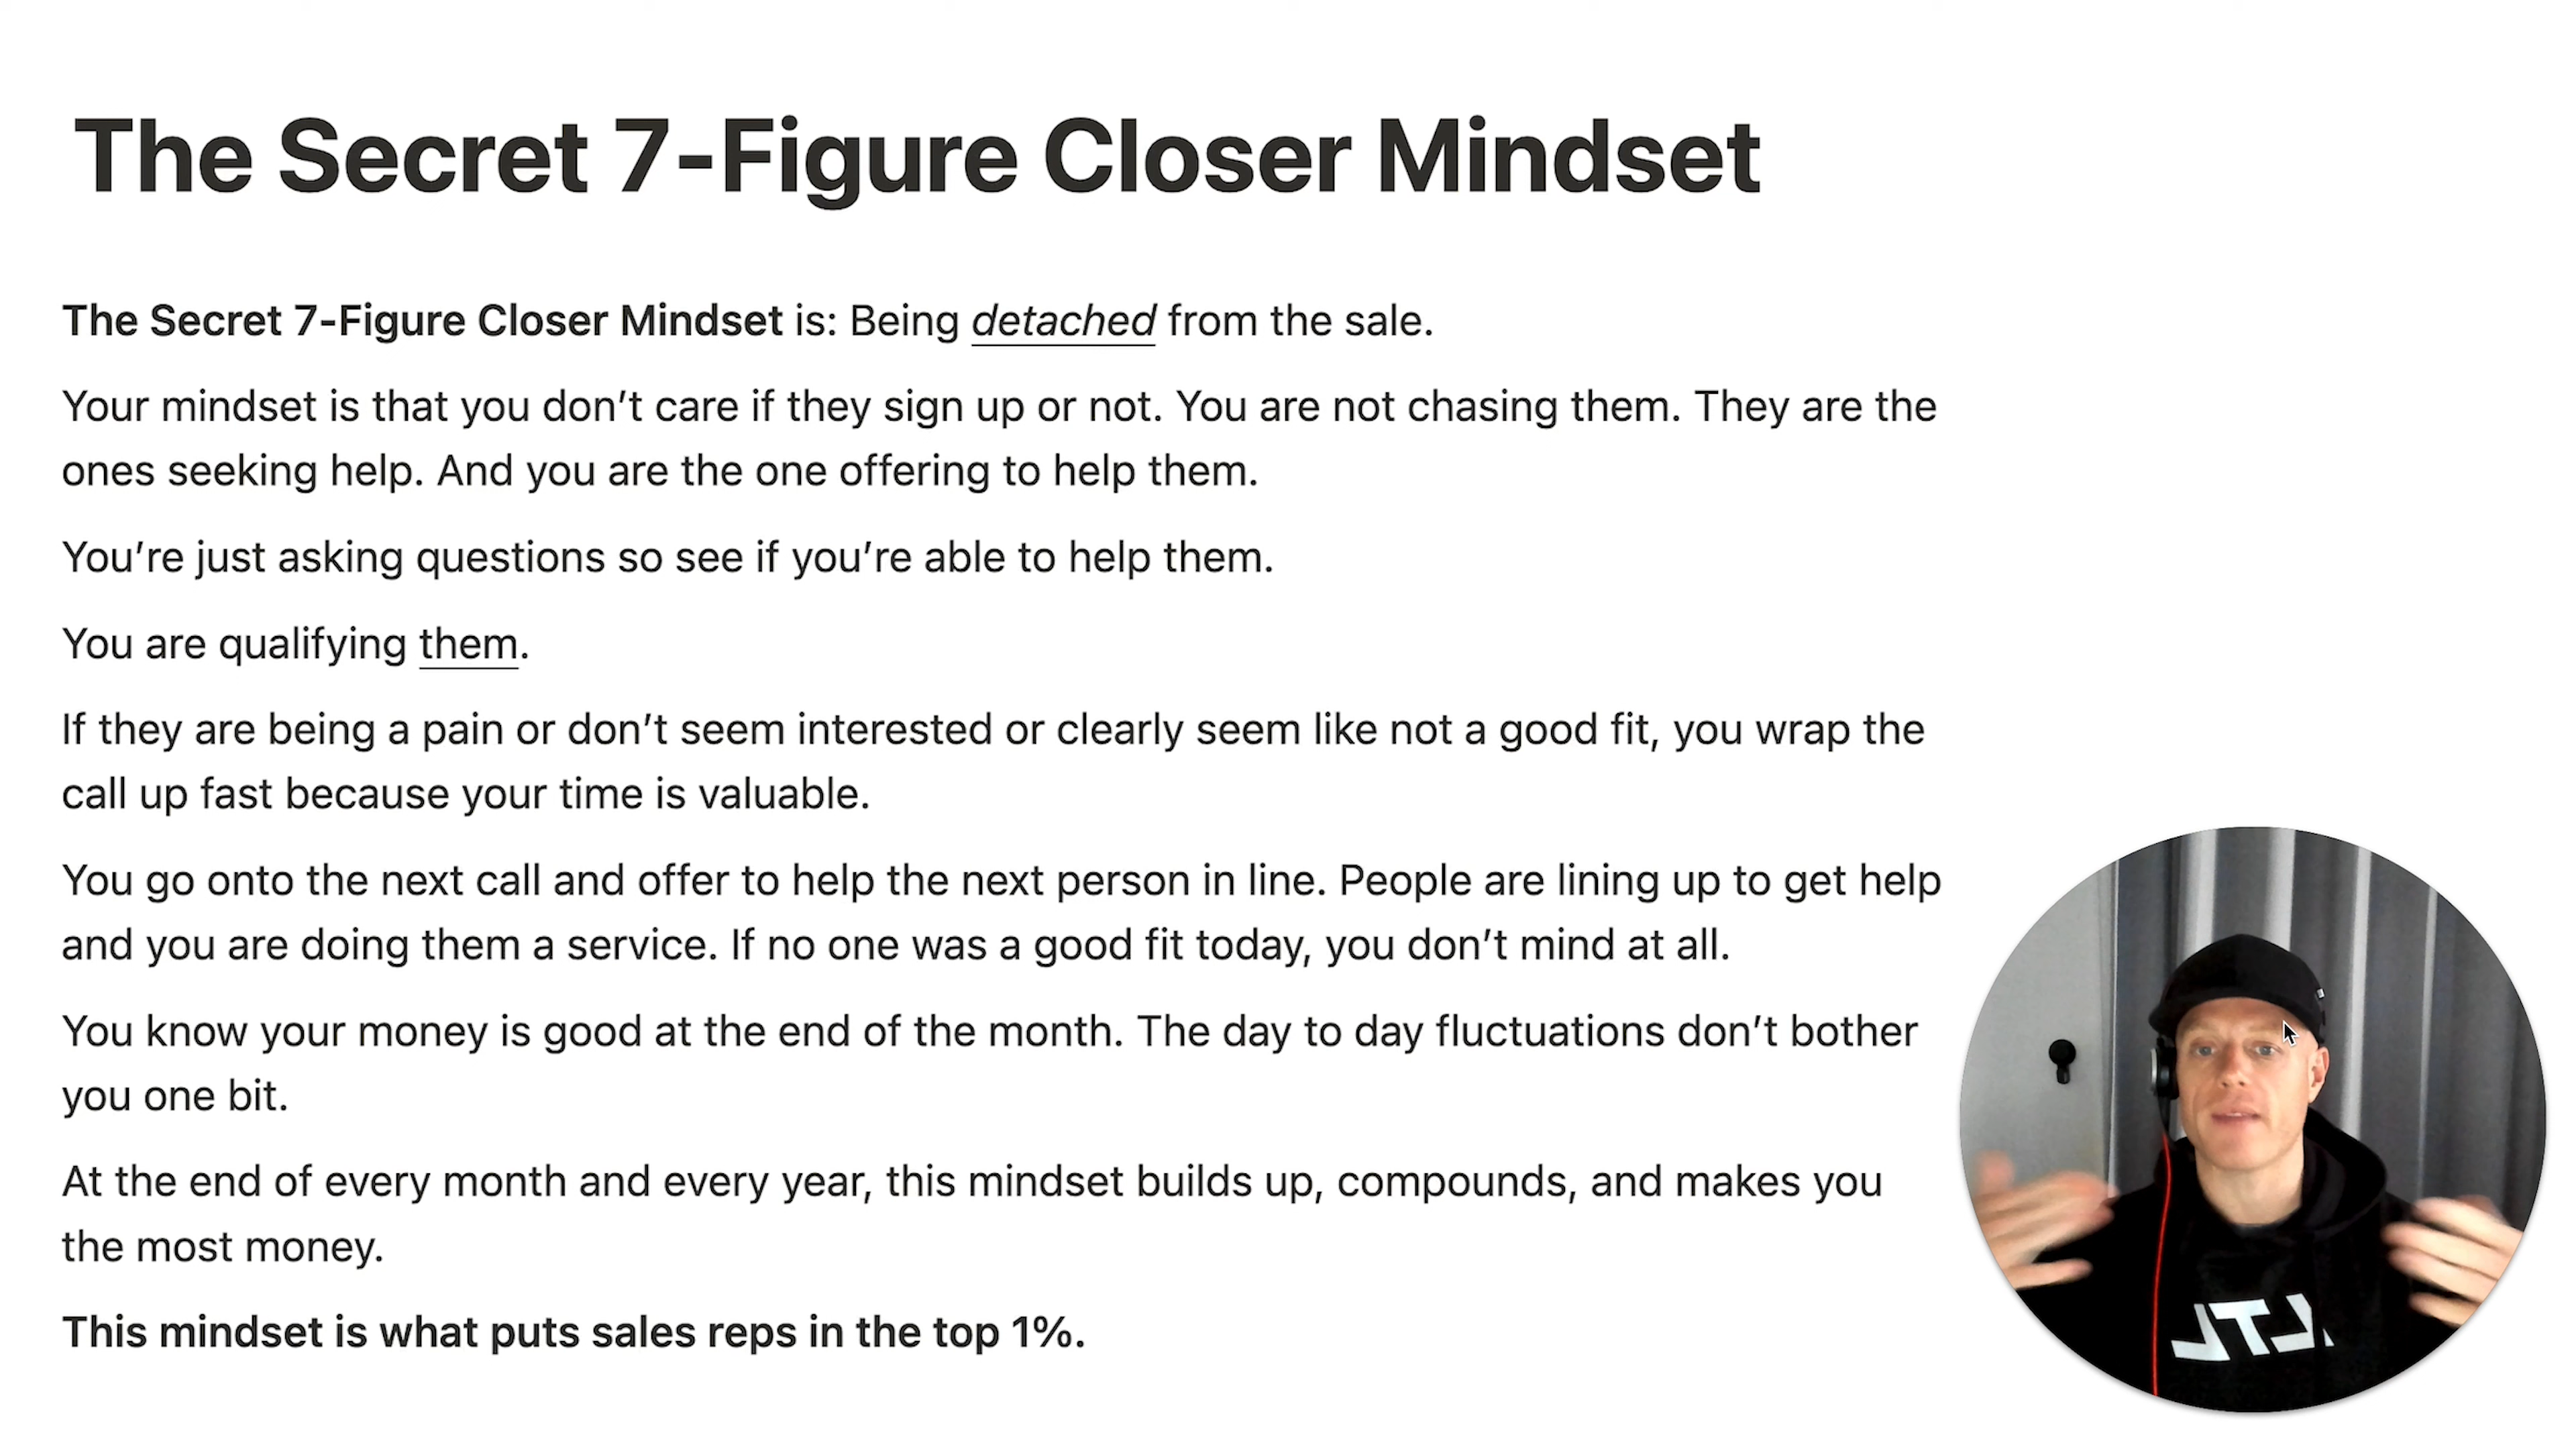 The Secret 7-Figure Closer Mindset
The Secret 7-Figure Closer Mindset is: Being detached from the sale.
Your mindset is that you don’t care if they sign up or not. You are not chasing them. They are the
ones seeking help. And you are the one offering to help them.
You’re just asking questions so see if you’re able to help them.
You are qualifying them.
If they are being a pain or don’t seem interested or clearly seem like not a good fit, you wrap the
call up fast because your time is valuable.
You go onto the next call and offer to help the next person in line. People are lining up to get help
and you are doing them a service. If no one was a good fit today, you don’t mind at all.
You know your money is good at the end of the month. The day to day fluctuations don’t bother
you one bit.
At the end of every month and every year, this mindset builds up, compounds, and makes you
the most money.
This mindset is what puts sales reps in the top 1%.